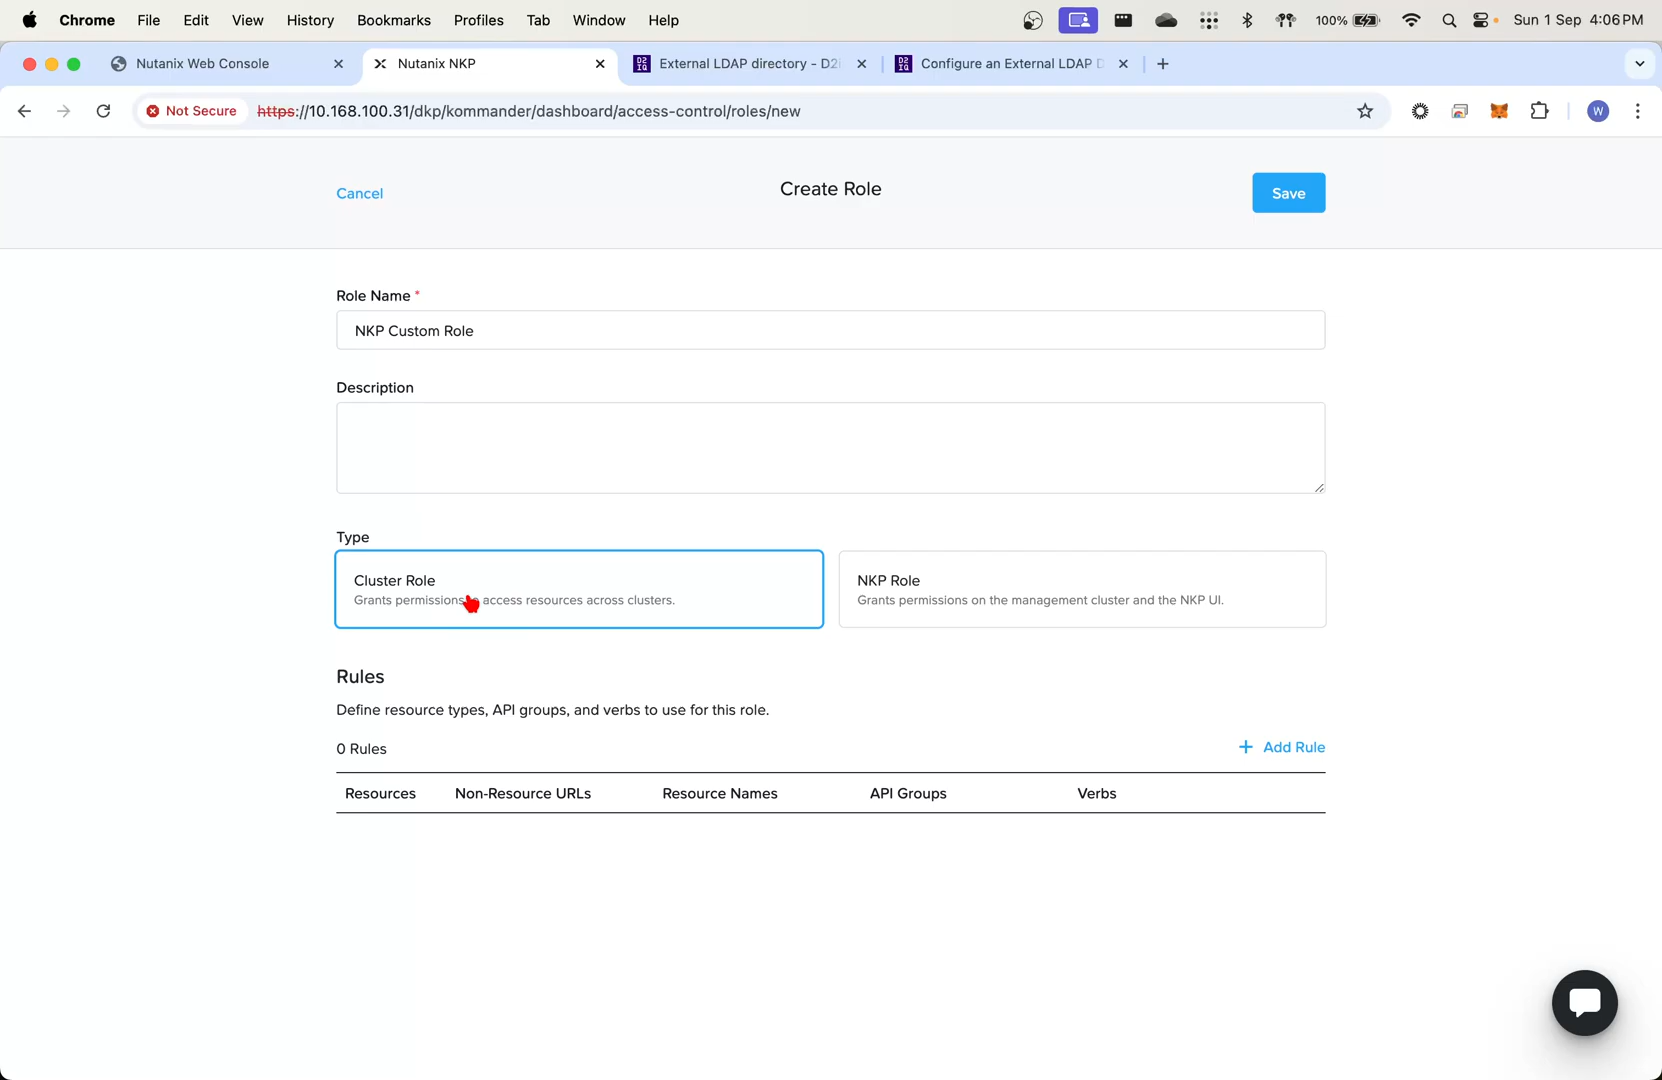 Chrome File Edit View History Bookmarks Profiles Tab Window Help 100% Sun 1 Sep 4:06 PM
Nutanix Web Console
Nutanix NKP
External LDAP directory - D2i
Configure an External LDAP D
Not Secure https://10.168.100.31/dkp/kommander/dashboard/access-control/roles/new
W
Cancel
Create Role
Save
Role Name *
NKP Custom Role
Description
Type
Cluster Role
Grants permissions access resources across clusters.
NKP Role
Grants permissions on the management cluster and the NKP UI.
Rules
Define resource types, API groups, and verbs to use for this role.
0 Rules
+ Add Rule
Resources Non-Resource URLs Resource Names API Groups Verbs